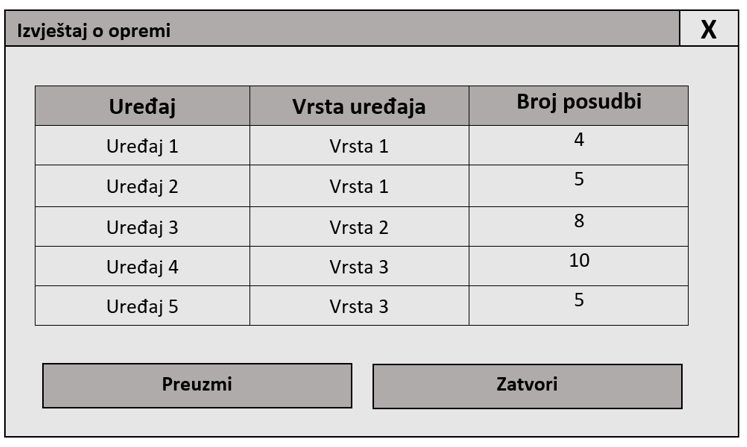 Izvještaj o opremi X
Uređaj Vrsta uređaja Broj posudbi
Uređaj 1 Vrsta 1 4
Uređaj 2 Vrsta 1 5
Uređaj 3 Vrsta 2 8
Uređaj 4 Vrsta 3 10
Uređaj 5 Vrsta 3 5
Preuzmi Zatvori